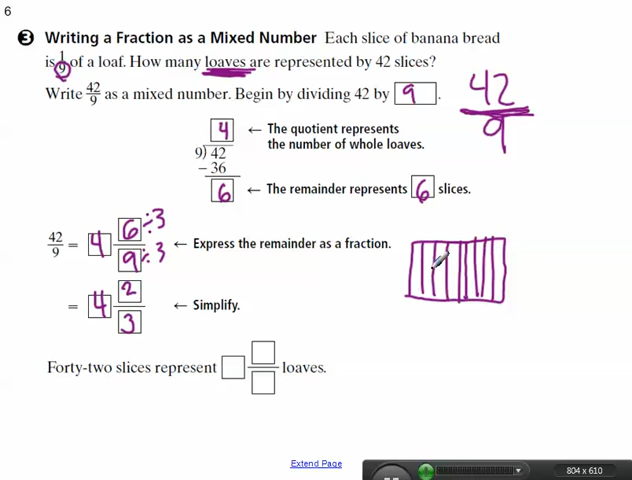 6
3 Writing a Fraction as a Mixed Number Each slice of banana bread
is 1/9 of a loaf. How many loaves are represented by 42 slices?
Write 42/9 as a mixed number. Begin by dividing 42 by 9.
42/9
4 ← The quotient represents
the number of whole loaves.
9)42
− 36
6 ← The remainder represents 6 slices.
42/9 = 4 6÷3/9÷3 ← Express the remainder as a fraction.
= 4 2/3 ← Simplify.
Forty-two slices represent loaves.
Extend Page
804 x 610